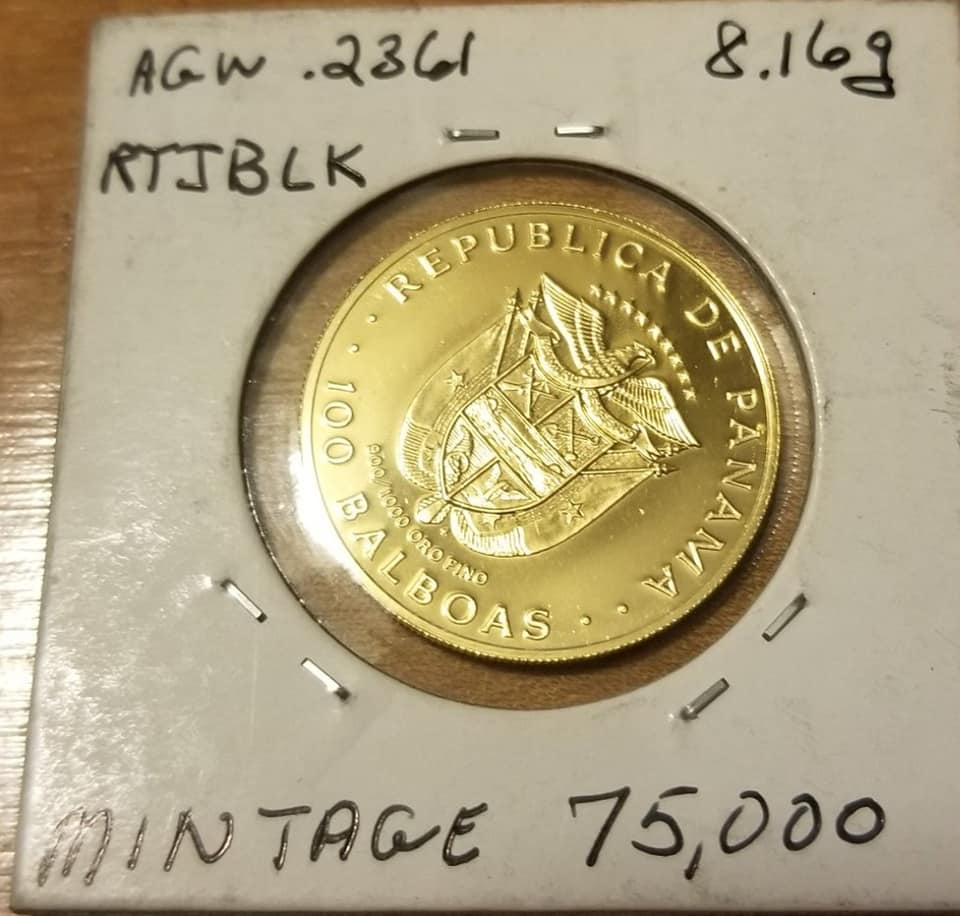 AGW .2361 8.16g
RTJBLK
· REPUBLICA DE PANAMA ·
· 100 BALBOAS ·
900/1000 ORO FINO
MINTAGE 75,000